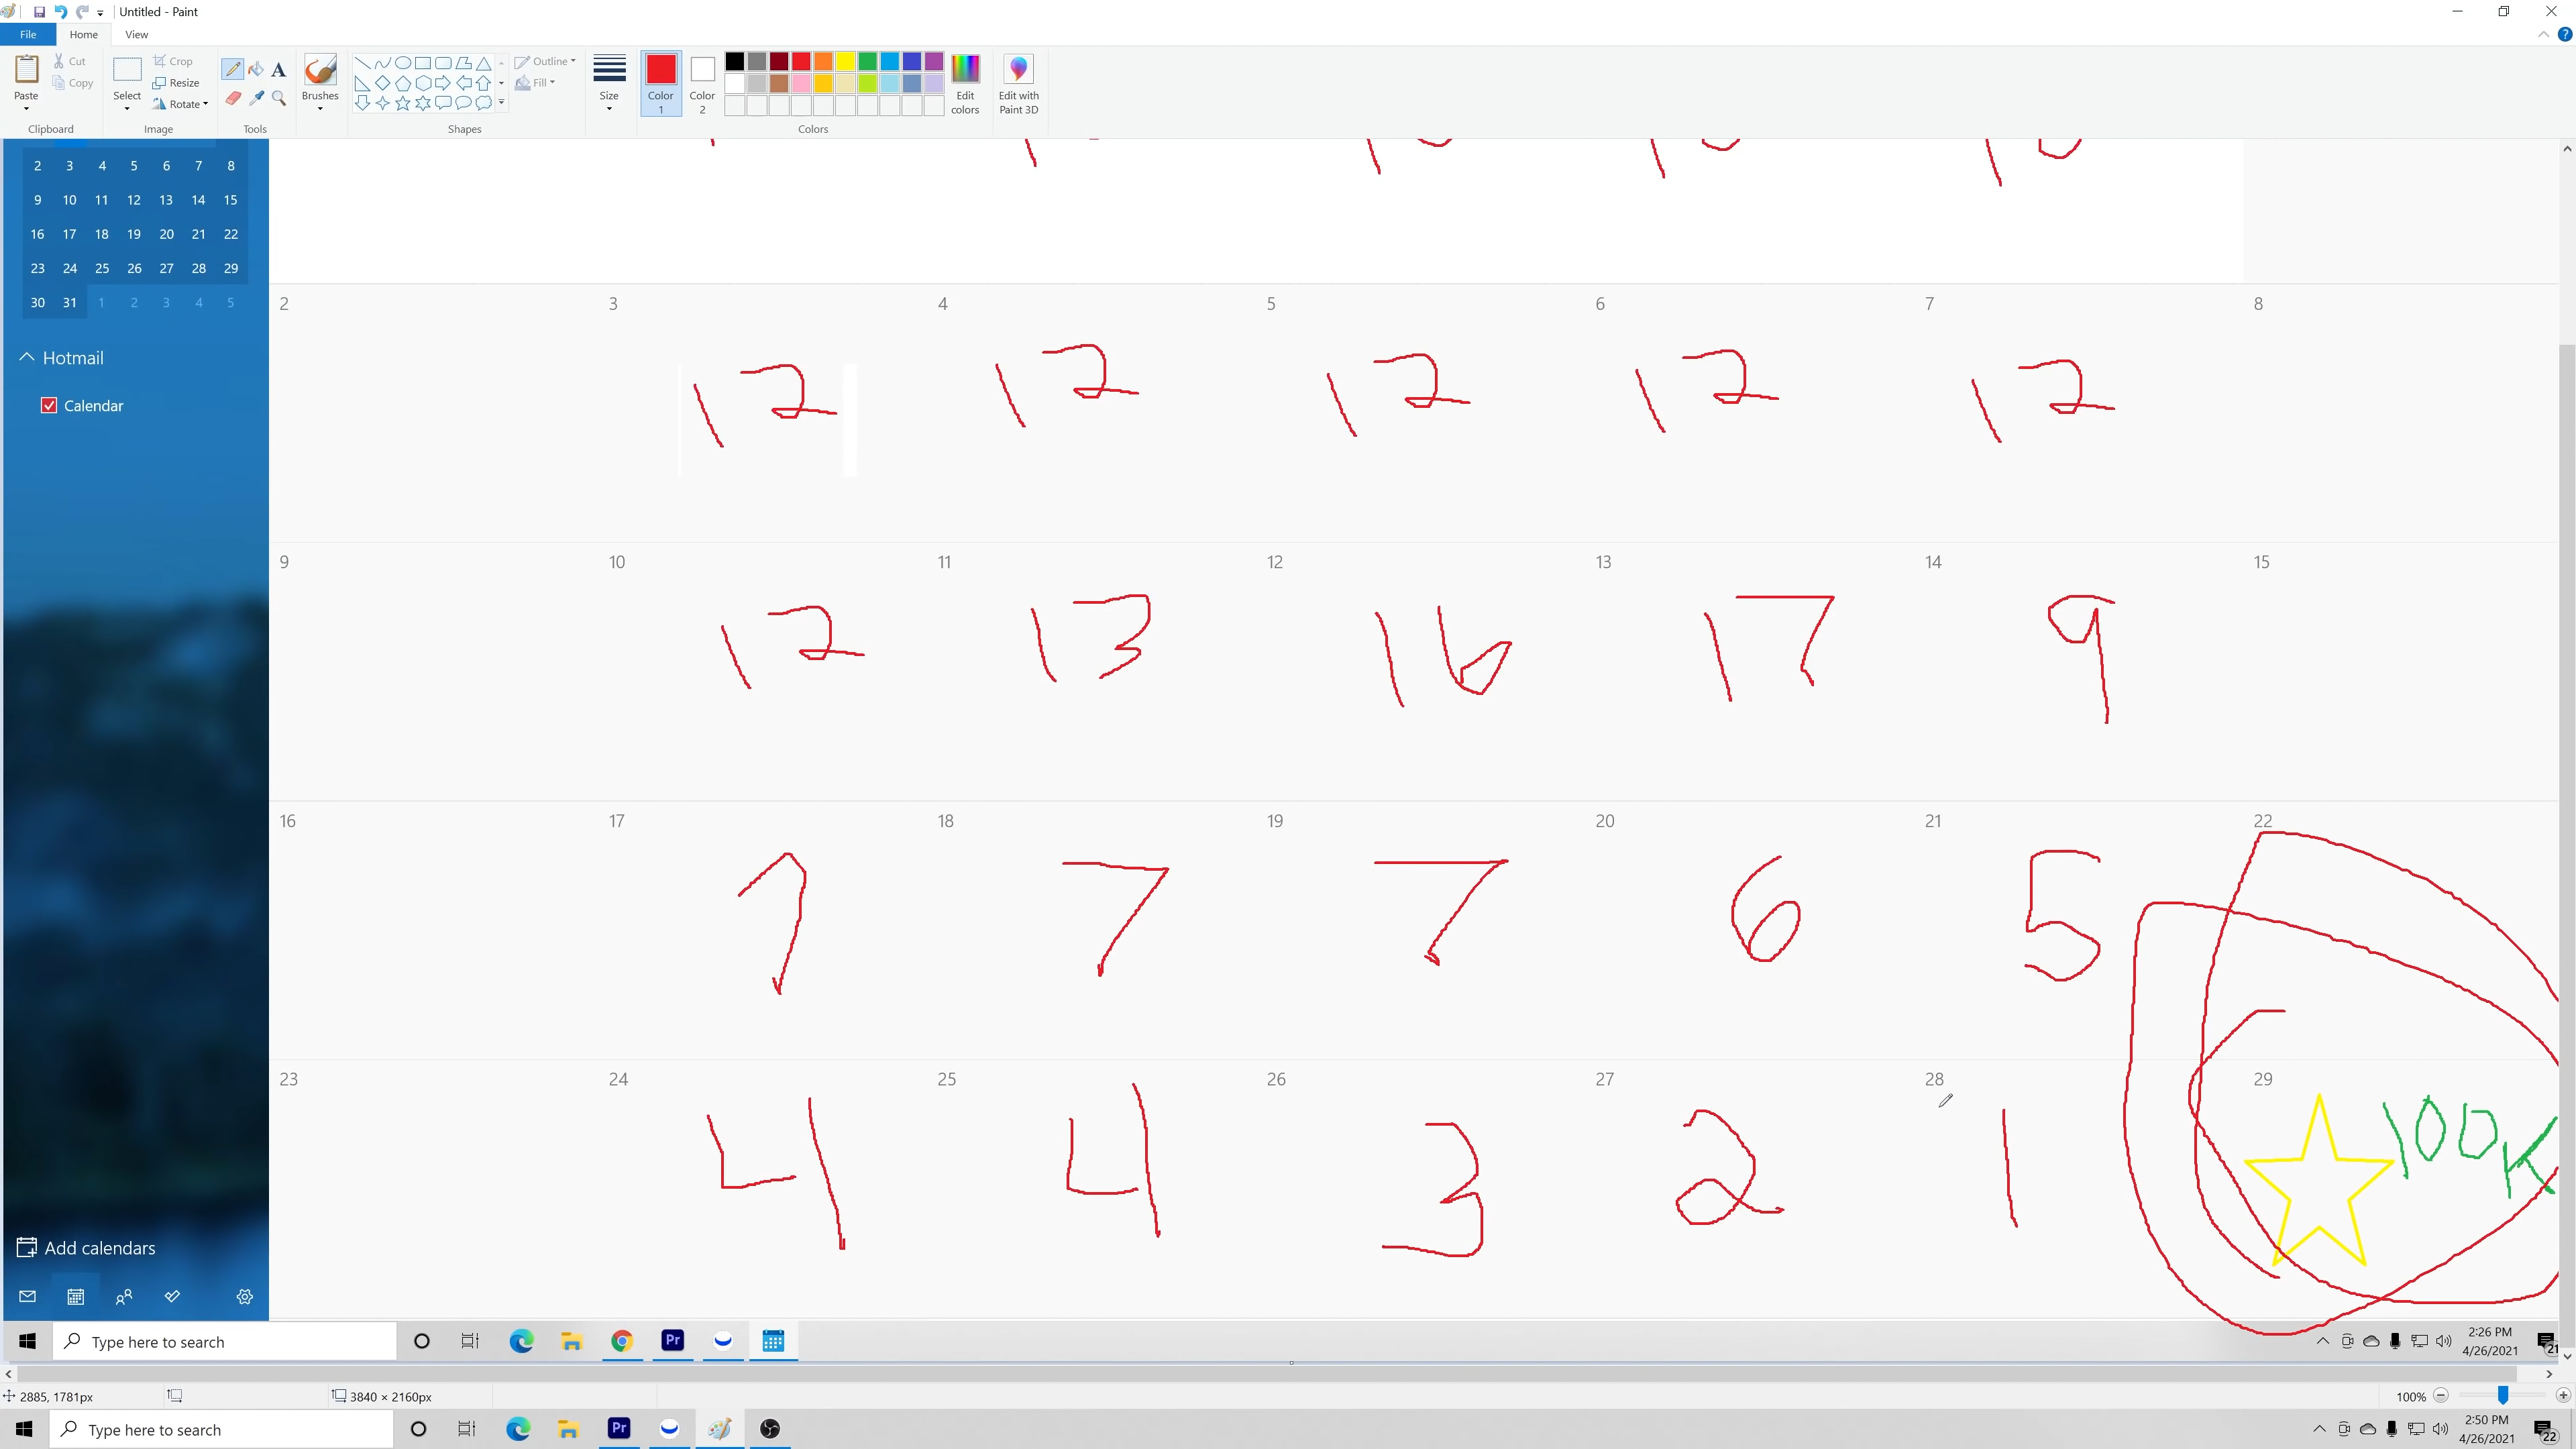 Untitled - Paint
File Home View
Paste Cut Copy Clipboard
Select Crop Resize Rotate Image
Tools
Brushes
Outline Fill Shapes
Size
Color 1 Color 2 Edit colors Colors
Edit with Paint 3D
2 3 4 5 6 7 8
9 10 11 12 13 14 15
16 17 18 19 20 21 22
23 24 25 26 27 28 29
30 31 1 2 3 4 5
Hotmail
Calendar
2 3 4 5 6 7 8
12 12 12 12 12
9 10 11 12 13 14 15
12 13 16 17 9
16 17 18 19 20 21 22
7 7 7 6 5
23 24 25 26 27 28 29
4 4 3 2 1 100K
Add calendars
Type here to search Pr 2:26 PM
4/26/2021 21
2885, 1781px 3840 × 2160px 100%
Type here to search Pr 2:50 PM
4/26/2021 22